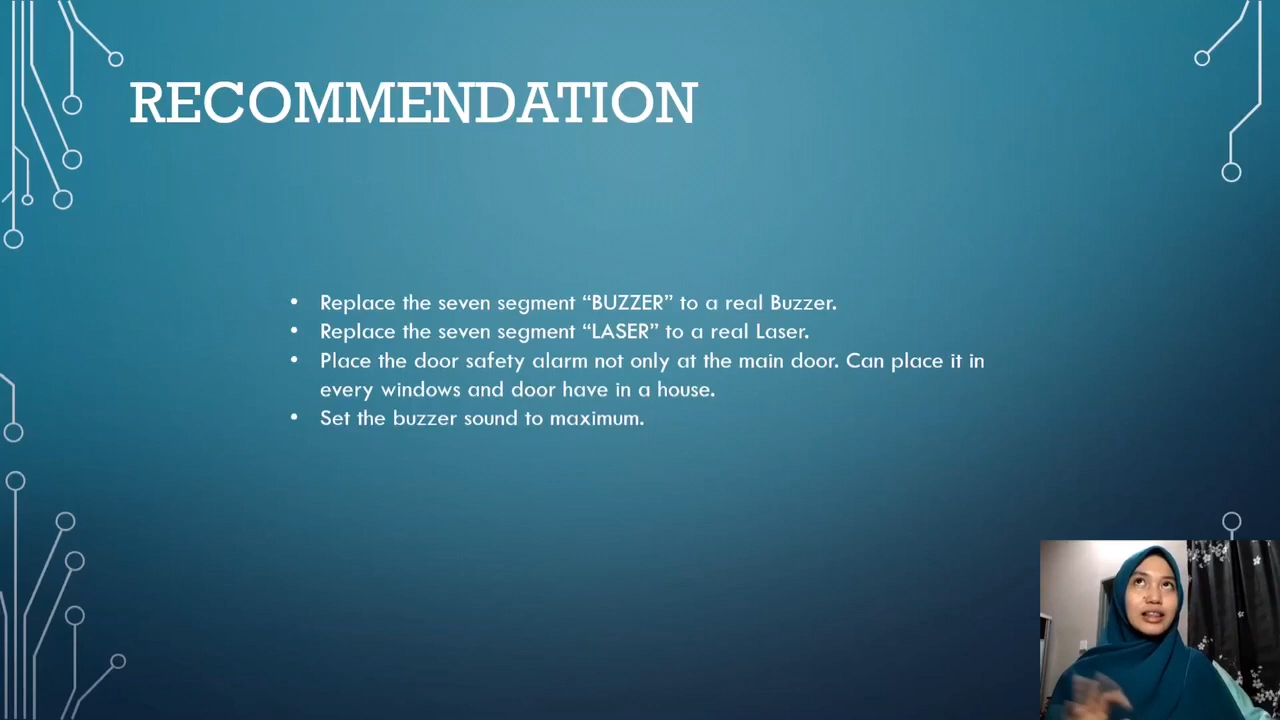 RECOMMENDATION
• Replace the seven segment “BUZZER” to a real Buzzer.
• Replace the seven segment “LASER” to a real Laser.
• Place the door safety alarm not only at the main door. Can place it in
every windows and door have in a house.
• Set the buzzer sound to maximum.